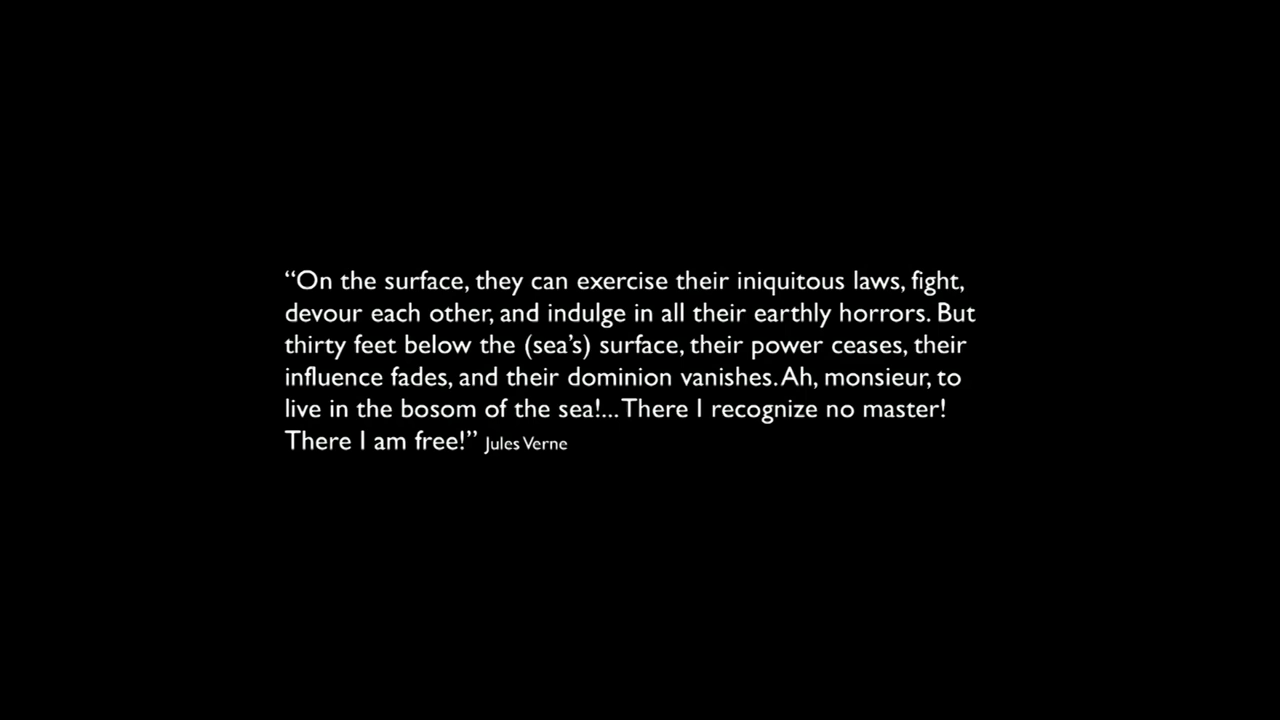 “On the surface, they can exercise their iniquitous laws, fight,
devour each other, and indulge in all their earthly horrors. But
thirty feet below the (sea’s) surface, their power ceases, their
influence fades, and their dominion vanishes. Ah, monsieur, to
live in the bosom of the sea!... There I recognize no master!
There I am free!” Jules Verne